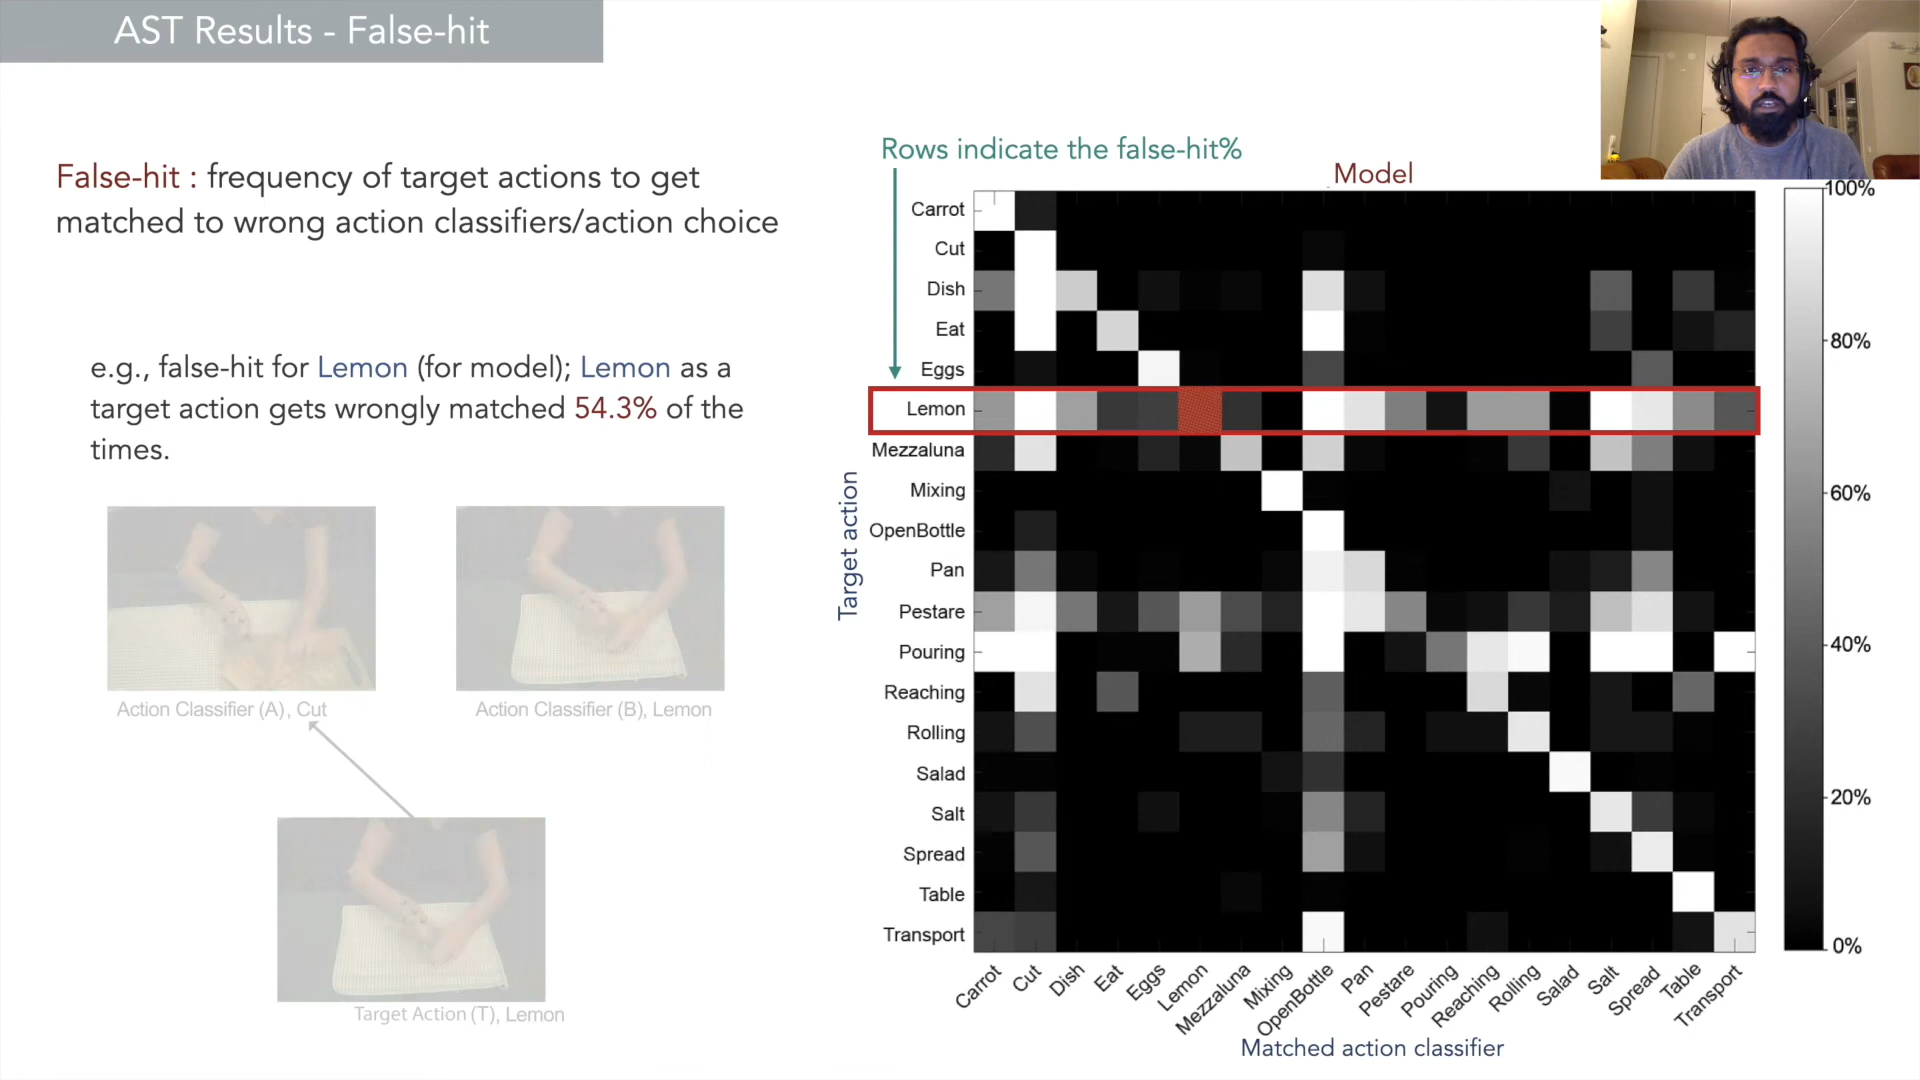 AST Results - False-hit
False-hit : frequency of target actions to get
matched to wrong action classifiers/action choice
e.g., false-hit for Lemon (for model); Lemon as a
target action gets wrongly matched 54.3% of the
times.
Action Classifier (A), Cut
Action Classifier (B), Lemon
Target Action (T), Lemon
Rows indicate the false-hit%
Model
Target action
Carrot
Cut
Dish
Eat
Eggs
Lemon
Mezzaluna
Mixing
OpenBottle
Pan
Pestare
Pouring
Reaching
Rolling
Salad
Salt
Spread
Table
Transport
Carrot
Cut
Dish
Eat
Eggs
Lemon
Mezzaluna
Mixing
OpenBottle
Pan
Pestare
Pouring
Reaching
Rolling
Salad
Salt
Spread
Table
Transport
Matched action classifier
100%
80%
60%
40%
20%
0%